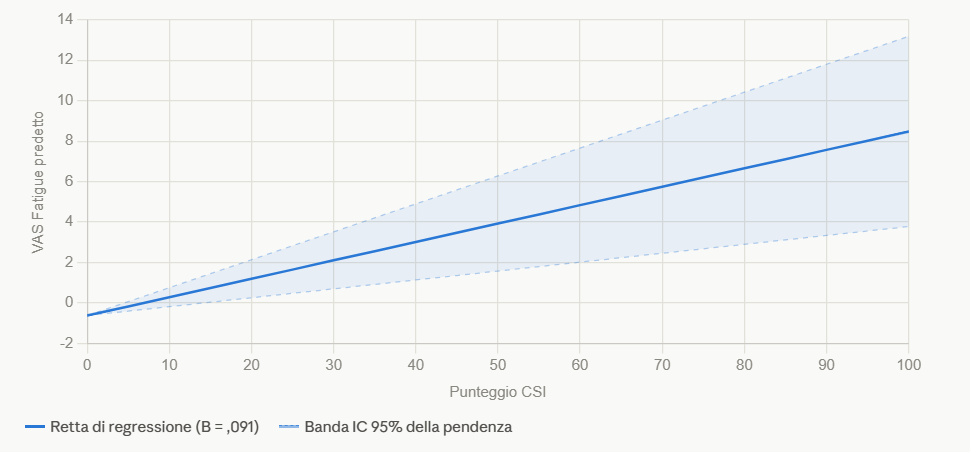 14
12
10
8
6
4
2
0
-2
VAS Fatigue predetto
0 10 20 30 40 50 60 70 80 90 100
Punteggio CSI
Retta di regressione (B = ,091) Banda IC 95% della pendenza